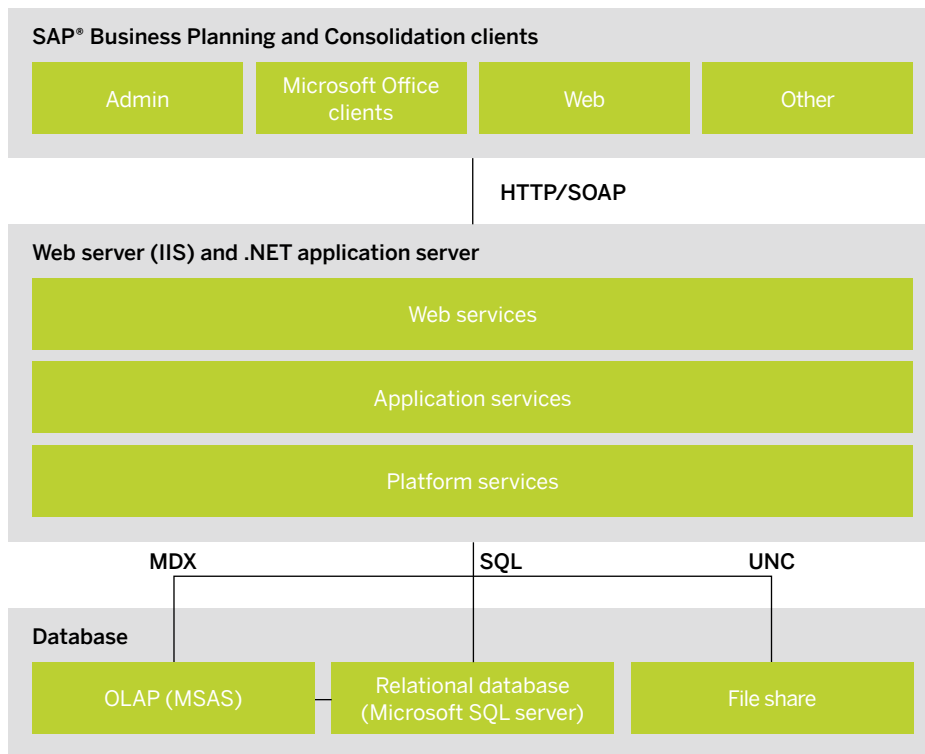 SAP® Business Planning and Consolidation clients
Admin
Microsoft Office
clients
Web
Other
HTTP/SOAP
Web server (IIS) and .NET application server
Web services
Application services
Platform services
MDX
SQL
UNC
Database
OLAP (MSAS)
Relational database
(Microsoft SQL server)
File share